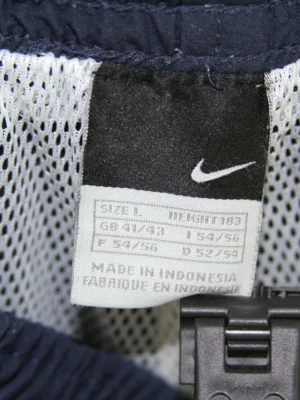 SIZE L HEIGHT 183
GB 41/43 I 54/56
F 54/56 D 52/54
MADE IN INDONESIA
FABRIQUE EN INDONESIE